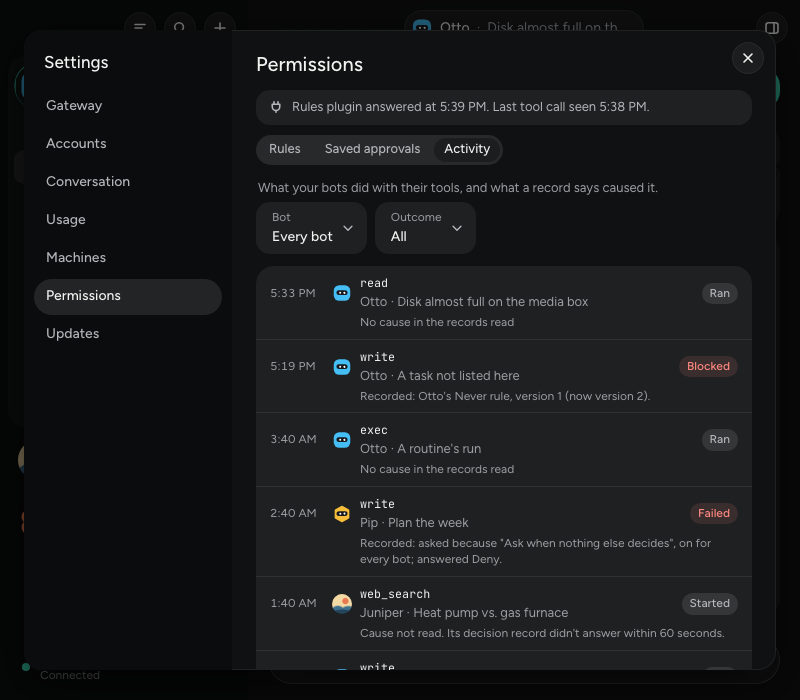 Otto · Disk almost full on th
Settings
Gateway
Accounts
Conversation
Usage
Machines
Permissions
Updates
Connected
Permissions
Rules plugin answered at 5:39 PM. Last tool call seen 5:38 PM.
Rules Saved approvals Activity
What your bots did with their tools, and what a record says caused it.
Bot
Every bot
Outcome
All
5:33 PM
read
Otto · Disk almost full on the media box
No cause in the records read
Ran
5:19 PM
write
Otto · A task not listed here
Recorded: Otto's Never rule, version 1 (now version 2).
Blocked
3:40 AM
exec
Otto · A routine's run
No cause in the records read
Ran
2:40 AM
write
Pip · Plan the week
Recorded: asked because "Ask when nothing else decides", on for
every bot; answered Deny.
Failed
1:40 AM
web_search
Juniper · Heat pump vs. gas furnace
Cause not read. Its decision record didn't answer within 60 seconds.
Started
write